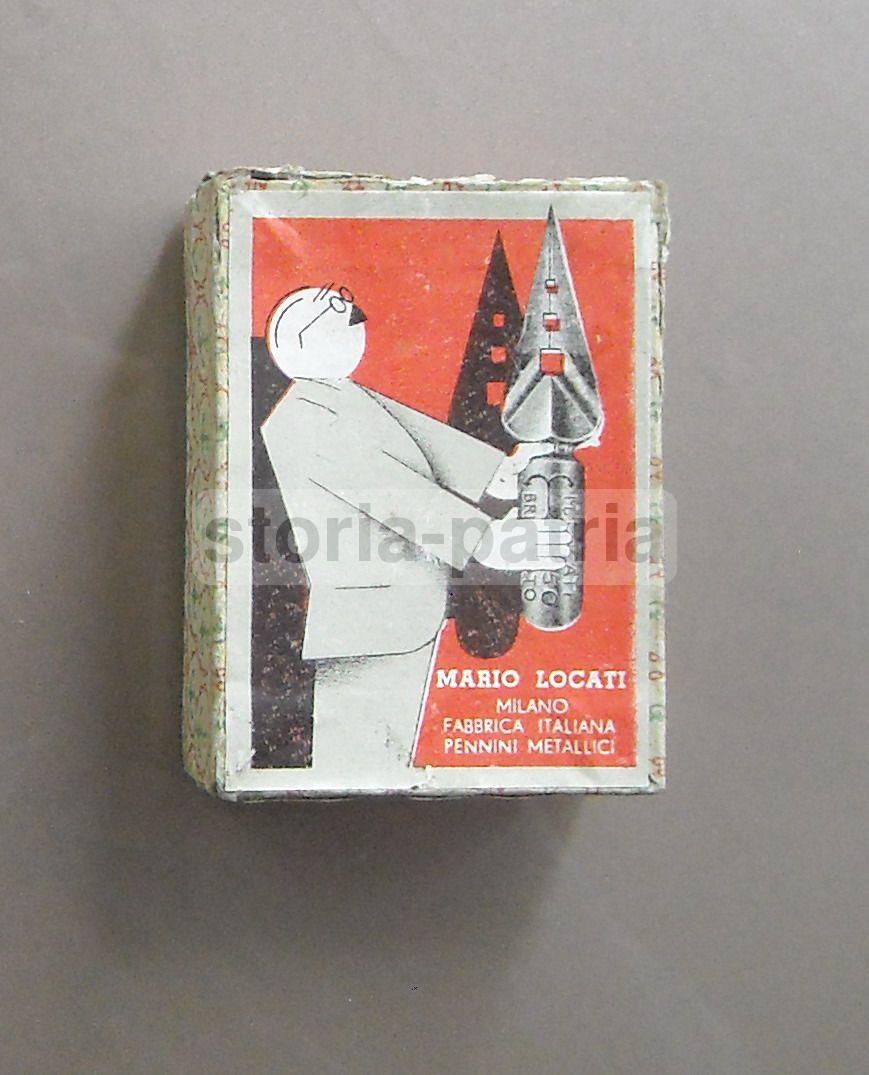 storia-patria
MARIO LOCATI
MILANO
FABBRICA ITALIANA
PENNINI METALLICI